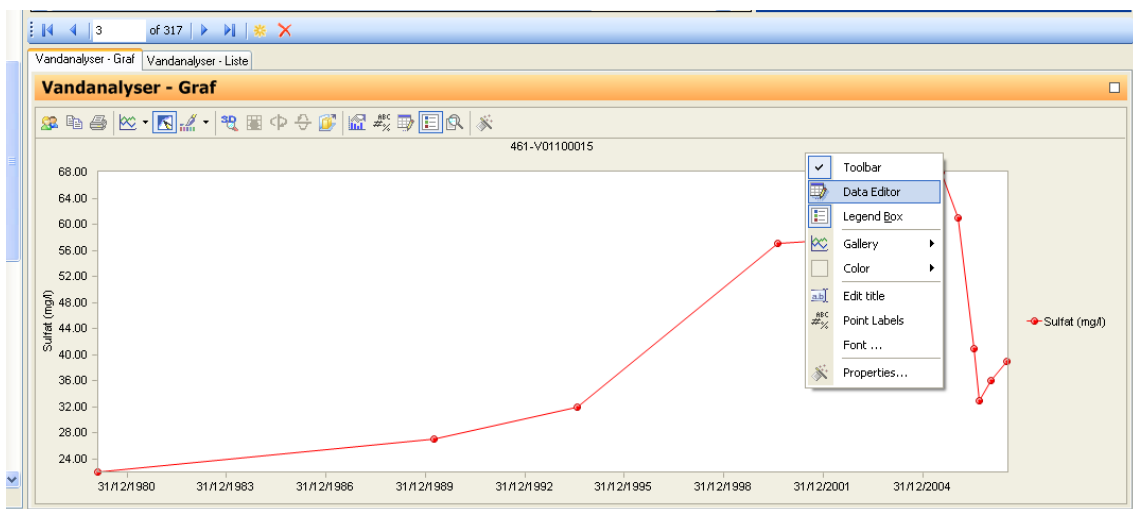 3 of 317
Vandanalyser - Graf Vandanalyser - Liste
Vandanalyser - Graf
3D ABC #%
461-V01100015
68.00
64.00
60.00
56.00
52.00
48.00
44.00
40.00
36.00
32.00
28.00
24.00
Sulfat (mg/l)
31/12/1980 31/12/1983 31/12/1986 31/12/1989 31/12/1992 31/12/1995 31/12/1998 31/12/2001 31/12/2004
Toolbar
Data Editor
Legend Box
Gallery
Color
a.b Edit title
ABC #% Point Labels
Font ...
Properties...
Sulfat (mg/l)